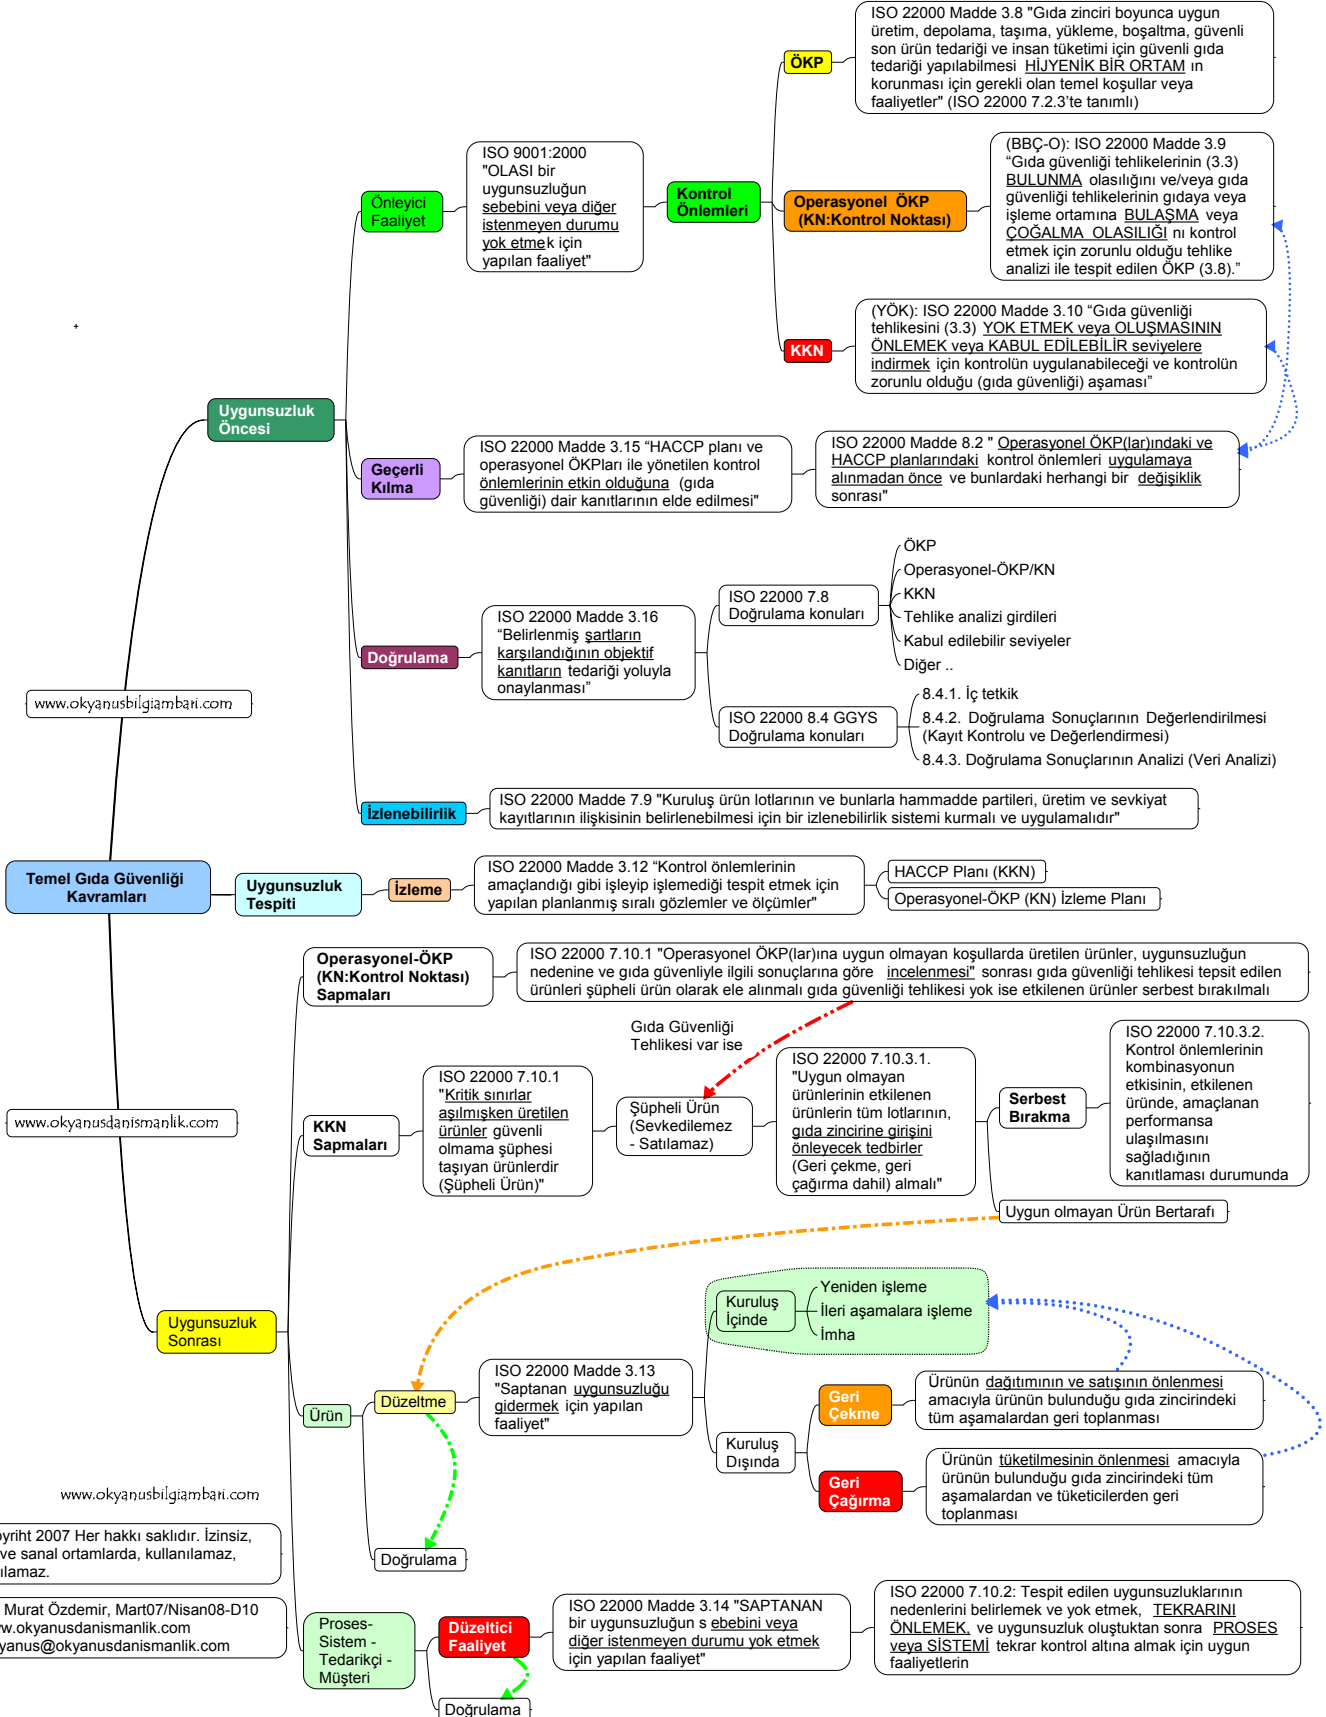 ISO 22000 Madde 3.8 "Gıda zinciri boyunca uygun
üretim, depolama, taşıma, yükleme, boşaltma, güvenli
son ürün tedariği ve insan tüketimi için güvenli gıda
tedariği yapılabilmesi HİJYENİK BİR ORTAM ın
korunması için gerekli olan temel koşullar veya
faaliyetler" (ISO 22000 7.2.3'te tanımlı)
ÖKP
ISO 9001:2000
"OLASI bir
uygunsuzluğun
sebebini veya diğer
istenmeyen durumu
yok etmek için
yapılan faaliyet"
Önleyici
Faaliyet
Kontrol
Önlemleri
Operasyonel ÖKP
(KN:Kontrol Noktası)
(BBÇ-O): ISO 22000 Madde 3.9
“Gıda güvenliği tehlikelerinin (3.3)
BULUNMA olasılığını ve/veya gıda
güvenliği tehlikelerinin gıdaya veya
işleme ortamına BULAŞMA veya
ÇOĞALMA OLASILIĞI nı kontrol
etmek için zorunlu olduğu tehlike
analizi ile tespit edilen ÖKP (3.8).”
KKN
(YÖK): ISO 22000 Madde 3.10 “Gıda güvenliği
tehlikesini (3.3) YOK ETMEK veya OLUŞMASININ
ÖNLEMEK veya KABUL EDİLEBİLİR seviyelere
indirmek için kontrolün uygulanabileceği ve kontrolün
zorunlu olduğu (gıda güvenliği) aşaması”
Uygunsuzluk
Öncesi
Geçerli
Kılma
ISO 22000 Madde 3.15 “HACCP planı ve
operasyonel ÖKPları ile yönetilen kontrol
önlemlerinin etkin olduğuna (gıda
güvenliği) dair kanıtlarının elde edilmesi"
ISO 22000 Madde 8.2 " Operasyonel ÖKP(lar)ındaki ve
HACCP planlarındaki kontrol önlemleri uygulamaya
alınmadan önce ve bunlardaki herhangi bir değişiklik
sonrası"
Doğrulama
ISO 22000 Madde 3.16
“Belirlenmiş şartların
karşılandığının objektif
kanıtların tedariği yoluyla
onaylanması”
ISO 22000 7.8
Doğrulama konuları
ÖKP
Operasyonel-ÖKP/KN
KKN
Tehlike analizi girdileri
Kabul edilebilir seviyeler
Diğer ..
ISO 22000 8.4 GGYS
Doğrulama konuları
8.4.1. İç tetkik
8.4.2. Doğrulama Sonuçlarının Değerlendirilmesi
(Kayıt Kontrolu ve Değerlendirmesi)
8.4.3. Doğrulama Sonuçlarının Analizi (Veri Analizi)
www.okyanusbilgiambari.com
İzlenebilirlik
ISO 22000 Madde 7.9 "Kuruluş ürün lotlarının ve bunlarla hammadde partileri, üretim ve sevkiyat
kayıtlarının ilişkisinin belirlenebilmesi için bir izlenebilirlik sistemi kurmalı ve uygulamalıdır"
Temel Gıda Güvenliği
Kavramları
Uygunsuzluk
Tespiti
İzleme
ISO 22000 Madde 3.12 “Kontrol önlemlerinin
amaçlandığı gibi işleyip işlemediği tespit etmek için
yapılan planlanmış sıralı gözlemler ve ölçümler"
HACCP Planı (KKN)
Operasyonel-ÖKP (KN) İzleme Planı
Operasyonel-ÖKP
(KN:Kontrol Noktası)
Sapmaları
ISO 22000 7.10.1 "Operasyonel ÖKP(lar)ına uygun olmayan koşullarda üretilen ürünler, uygunsuzluğun
nedenine ve gıda güvenliyle ilgili sonuçlarına göre incelenmesi" sonrası gıda güvenliği tehlikesi tepsit edilen
ürünleri şüpheli ürün olarak ele alınmalı gıda güvenliği tehlikesi yok ise etkilenen ürünler serbest bırakılmalı
Gıda Güvenliği
Tehlikesi var ise
www.okyanusdanismanlik.com
KKN
Sapmaları
ISO 22000 7.10.1
"Kritik sınırlar
aşılmışken üretilen
ürünler güvenli
olmama şüphesi
taşıyan ürünlerdir
(Şüpheli Ürün)"
Şüpheli Ürün
(Sevkedilemez
- Satılamaz)
ISO 22000 7.10.3.1.
"Uygun olmayan
ürünlerinin etkilenen
ürünlerin tüm lotlarının,
gıda zincirine girişini
önleyecek tedbirler
(Geri çekme, geri
çağırma dahil) almalı"
Serbest
Bırakma
ISO 22000 7.10.3.2.
Kontrol önlemlerinin
kombinasyonun
etkisinin, etkilenen
üründe, amaçlanan
performansa
ulaşılmasını
sağladığının
kanıtlaması durumunda
Uygun olmayan Ürün Bertarafı
Uygunsuzluk
Sonrası
Ürün
Düzeltme
ISO 22000 Madde 3.13
"Saptanan uygunsuzluğu
gidermek için yapılan
faaliyet"
Kuruluş
İçinde
Yeniden işleme
İleri aşamalara işleme
İmha
Kuruluş
Dışında
Geri
Çekme
Ürünün dağıtımının ve satışının önlenmesi
amacıyla ürünün bulunduğu gıda zincirindeki
tüm aşamalardan geri toplanması
Geri
Çağırma
Ürünün tüketilmesinin önlenmesi amacıyla
ürünün bulunduğu gıda zincirindeki tüm
aşamalardan ve tüketicilerden geri
toplanması
Doğrulama
www.okyanusbilgiambari.com
pyriht 2007 Her hakkı saklıdır. İzinsiz,
ve sanal ortamlarda, kullanılamaz,
ılamaz.
Murat Özdemir, Mart07/Nisan08-D10
w.okyanusdanismanlik.com
yanus@okyanusdanismanlik.com
Proses-
Sistem -
Tedarikçi -
Müşteri
Düzeltici
Faaliyet
ISO 22000 Madde 3.14 "SAPTANAN
bir uygunsuzluğun s ebebini veya
diğer istenmeyen durumu yok etmek
için yapılan faaliyet"
ISO 22000 7.10.2: Tespit edilen uygunsuzluklarının
nedenlerini belirlemek ve yok etmek, TEKRARINI
ÖNLEMEK, ve uygunsuzluk oluştuktan sonra PROSES
veya SİSTEMİ tekrar kontrol altına almak için uygun
faaliyetlerin
Doğrulama